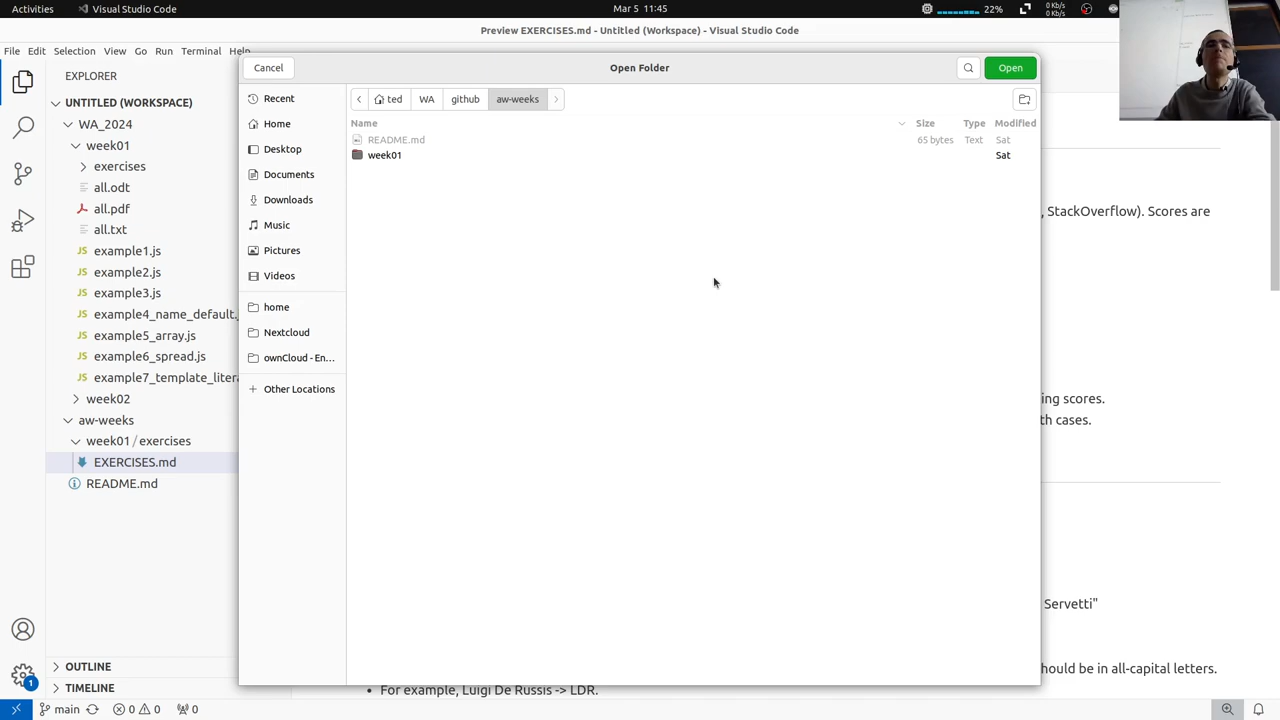 Activities Visual Studio Code Mar 5 11:45 22% 0 Kb/s 0 Kb/s
Preview EXERCISES.md - Untitled (Workspace) - Visual Studio Code
File Edit Selection View Go Run Terminal Help
Cancel Open Folder Open
EXPLORER
UNTITLED (WORKSPACE)
WA_2024
week01
exercises
all.odt
all.pdf
all.txt
example1.js
example2.js
example3.js
example4_name_default.
example5_array.js
example6_spread.js
example7_template_litera
week02
aw-weeks
week01 / exercises
EXERCISES.md
README.md
OUTLINE
TIMELINE
Recent
Home
Desktop
Documents
Downloads
Music
Pictures
Videos
home
Nextcloud
ownCloud - En...
Other Locations
ted WA github aw-weeks
Name Size Type Modified
README.md 65 bytes Text Sat
week01 Sat
, StackOverflow). Scores are
ing scores.
th cases.
Servetti"
hould be in all-capital letters.
• For example, Luigi De Russis -> LDR.
1
main 0 0 0